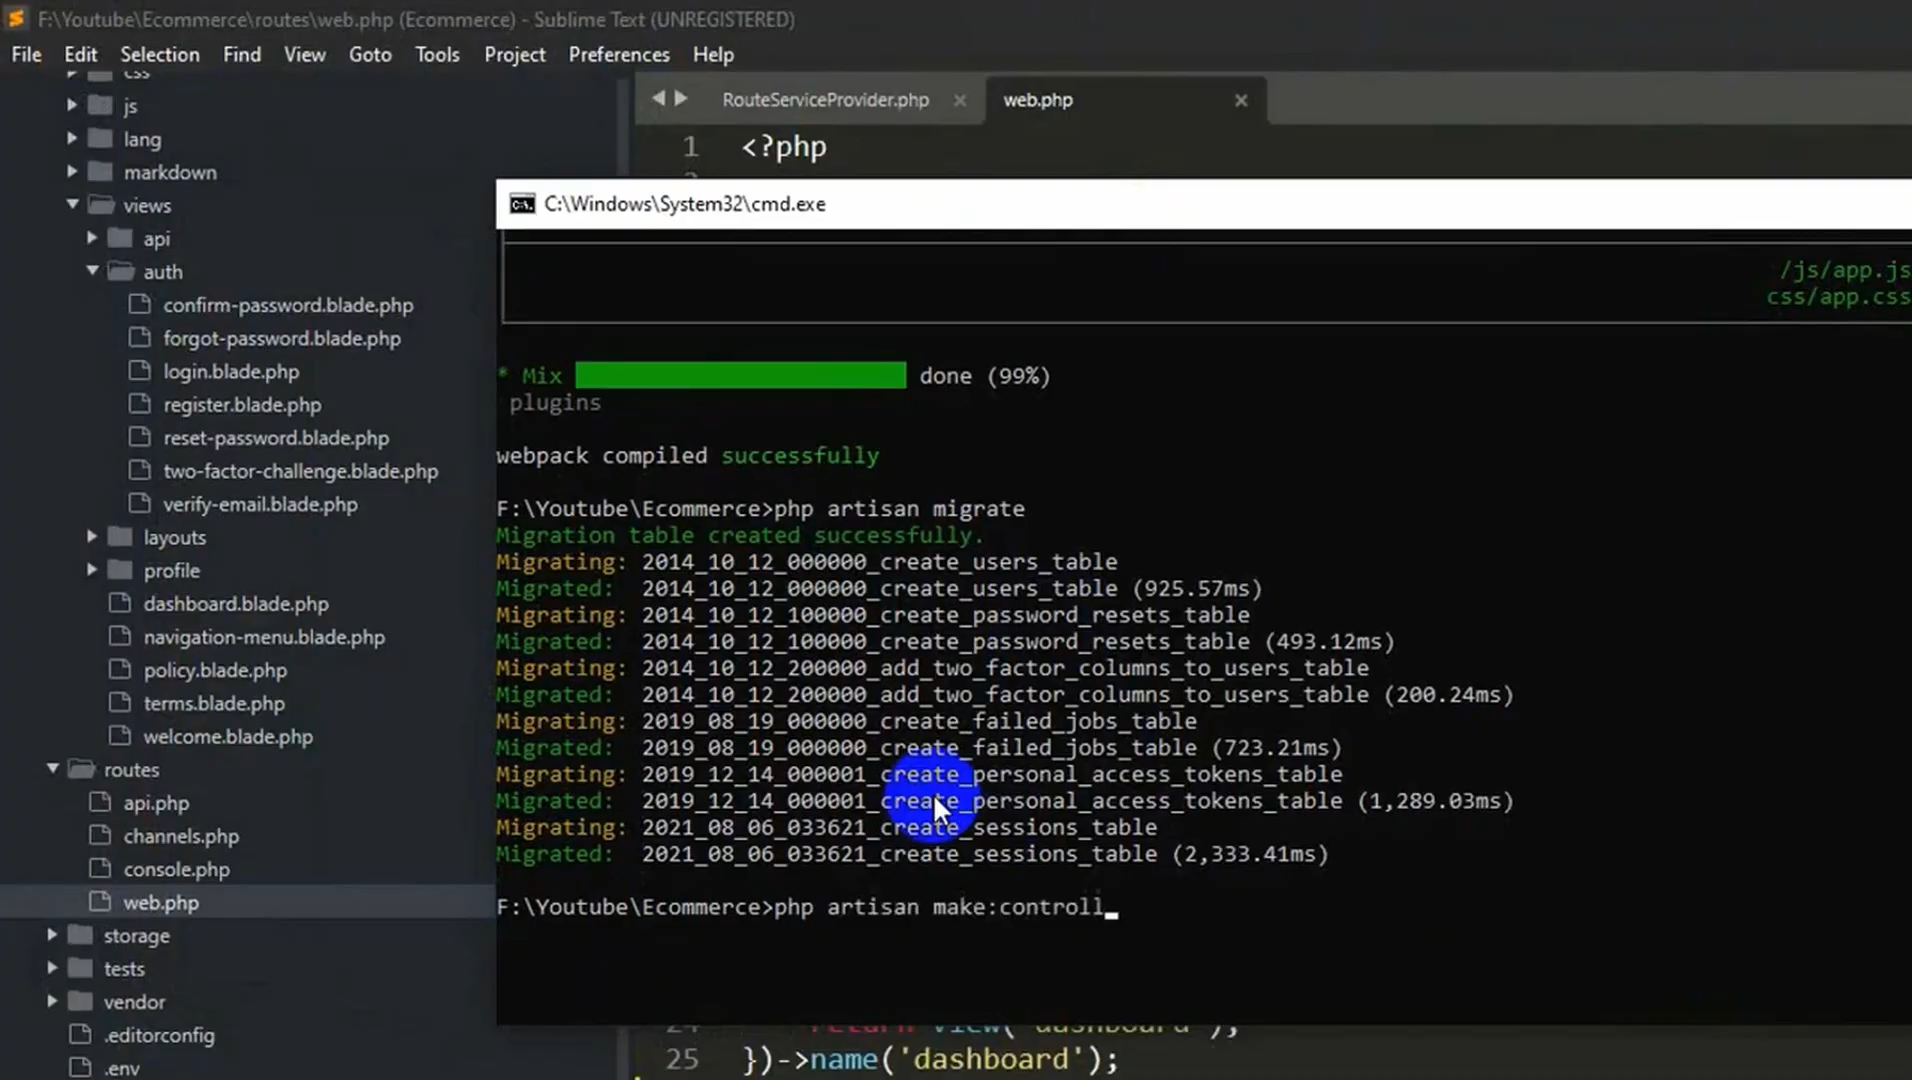 F:\Youtube\Ecommerce\routes\web.php (Ecommerce) - Sublime Text (UNREGISTERED)
File Edit Selection Find View Goto Tools Project Preferences Help
css
js
lang
markdown
views
api
auth
confirm-password.blade.php
forgot-password.blade.php
login.blade.php
register.blade.php
reset-password.blade.php
two-factor-challenge.blade.php
verify-email.blade.php
layouts
profile
dashboard.blade.php
navigation-menu.blade.php
policy.blade.php
terms.blade.php
welcome.blade.php
routes
api.php
channels.php
console.php
web.php
storage
tests
vendor
.editorconfig
.env
RouteServiceProvider.php × web.php ×
1 <?php
C:\Windows\System32\cmd.exe
/js/app.js
css/app.css
* Mix done (99%)
plugins
webpack compiled successfully
F:\Youtube\Ecommerce>php artisan migrate
Migration table created successfully.
Migrating: 2014_10_12_000000_create_users_table
Migrated: 2014_10_12_000000_create_users_table (925.57ms)
Migrating: 2014_10_12_100000_create_password_resets_table
Migrated: 2014_10_12_100000_create_password_resets_table (493.12ms)
Migrating: 2014_10_12_200000_add_two_factor_columns_to_users_table
Migrated: 2014_10_12_200000_add_two_factor_columns_to_users_table (200.24ms)
Migrating: 2019_08_19_000000_create_failed_jobs_table
Migrated: 2019_08_19_000000_create_failed_jobs_table (723.21ms)
Migrating: 2019_12_14_000001_create_personal_access_tokens_table
Migrated: 2019_12_14_000001_create_personal_access_tokens_table (1,289.03ms)
Migrating: 2021_08_06_033621_create_sessions_table
Migrated: 2021_08_06_033621_create_sessions_table (2,333.41ms)
F:\Youtube\Ecommerce>php artisan make:controll_
24 return view('dashboard');
25 })->name('dashboard');